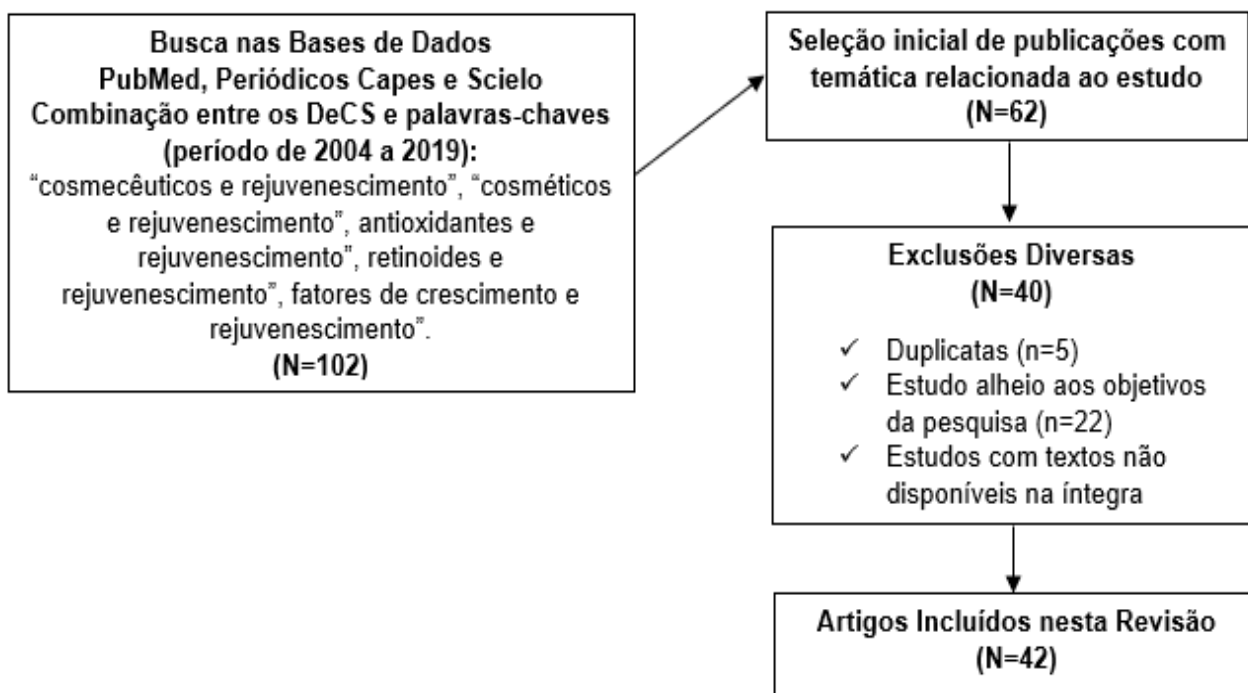 Busca nas Bases de Dados
PubMed, Periódicos Capes e Scielo
Combinação entre os DeCS e palavras-chaves
(período de 2004 a 2019):
“cosmecêuticos e rejuvenescimento”, “cosméticos
e rejuvenescimento”, antioxidantes e
rejuvenescimento”, retinoides e
rejuvenescimento”, fatores de crescimento e
rejuvenescimento”.
(N=102)
Seleção inicial de publicações com
temática relacionada ao estudo
(N=62)
Exclusões Diversas
(N=40)
✓ Duplicatas (n=5)
✓ Estudo alheio aos objetivos
da pesquisa (n=22)
✓ Estudos com textos não
disponíveis na íntegra
Artigos Incluídos nesta Revisão
(N=42)